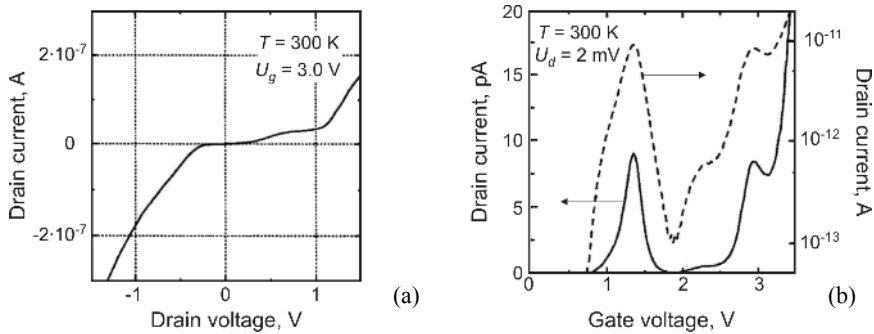 2·10⁻⁷
0
-2·10⁻⁷
Drain current, A
T = 300 K
U_g = 3.0 V
-1
0
1
Drain voltage, V
(a)
20
15
10
5
0
Drain current, pA
T = 300 K
U_d = 2 mV
10⁻¹¹
10⁻¹²
10⁻¹³
Drain current, A
0
1
2
3
Gate voltage, V
(b)